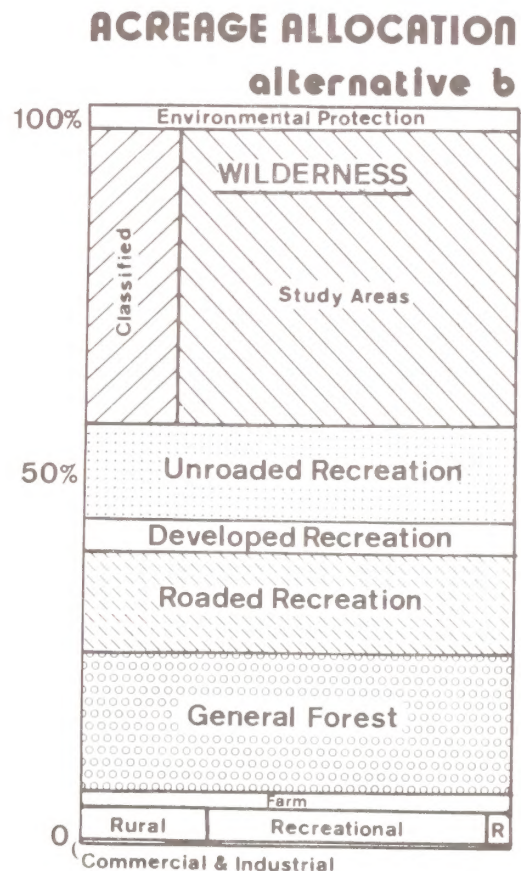 ACREAGE ALLOCATION
alternative b
100%
Environmental Protection
WILDERNESS
Classified
Study Areas
50%
Unroaded Recreation
Developed Recreation
Roaded Recreation
General Forest
Farm
0
Rural Recreational R
Commercial & Industrial